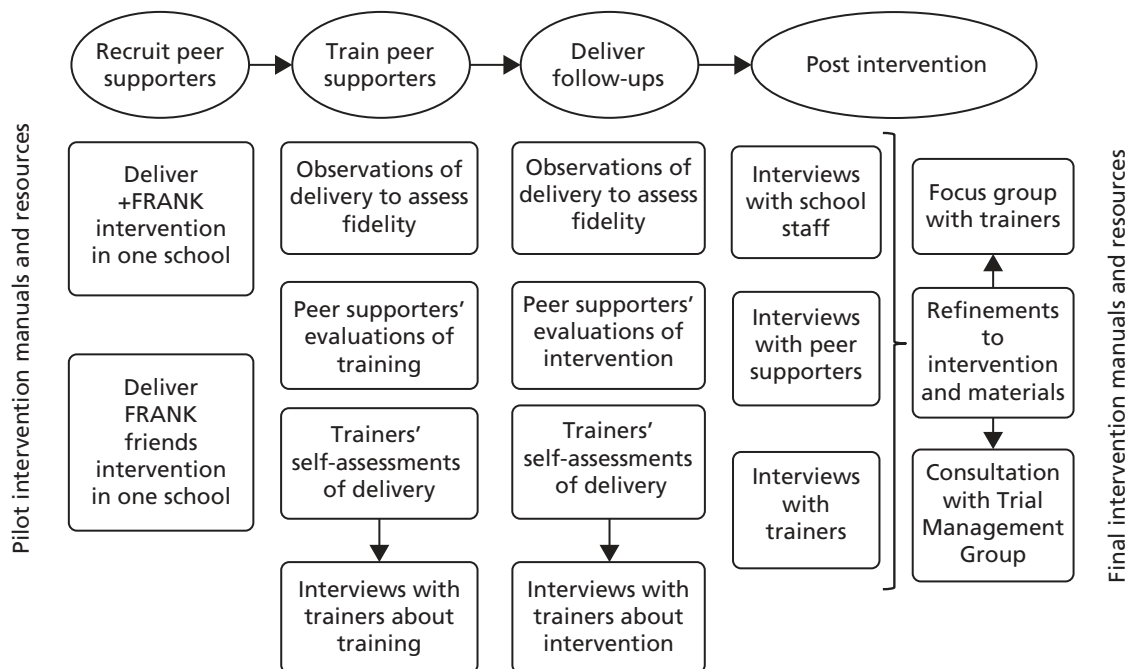 Recruit peer
supporters
Train peer
supporters
Deliver
follow-ups
Post intervention
Pilot intervention manuals and resources
Deliver
+FRANK
intervention
in one school
Deliver
FRANK
friends
intervention
in one school
Observations of
delivery to assess
fidelity
Peer supporters’
evaluations of
training
Trainers’
self-assessments
of delivery
Interviews with
trainers about
training
Observations of
delivery to assess
fidelity
Peer supporters’
evaluations of
intervention
Trainers’
self-assessments
of delivery
Interviews with
trainers about
intervention
Interviews
with school
staff
Interviews
with peer
supporters
Interviews
with
trainers
Focus group
with trainers
Refinements
to
intervention
and materials
Consultation
with Trial
Management
Group
Final intervention manuals and resources